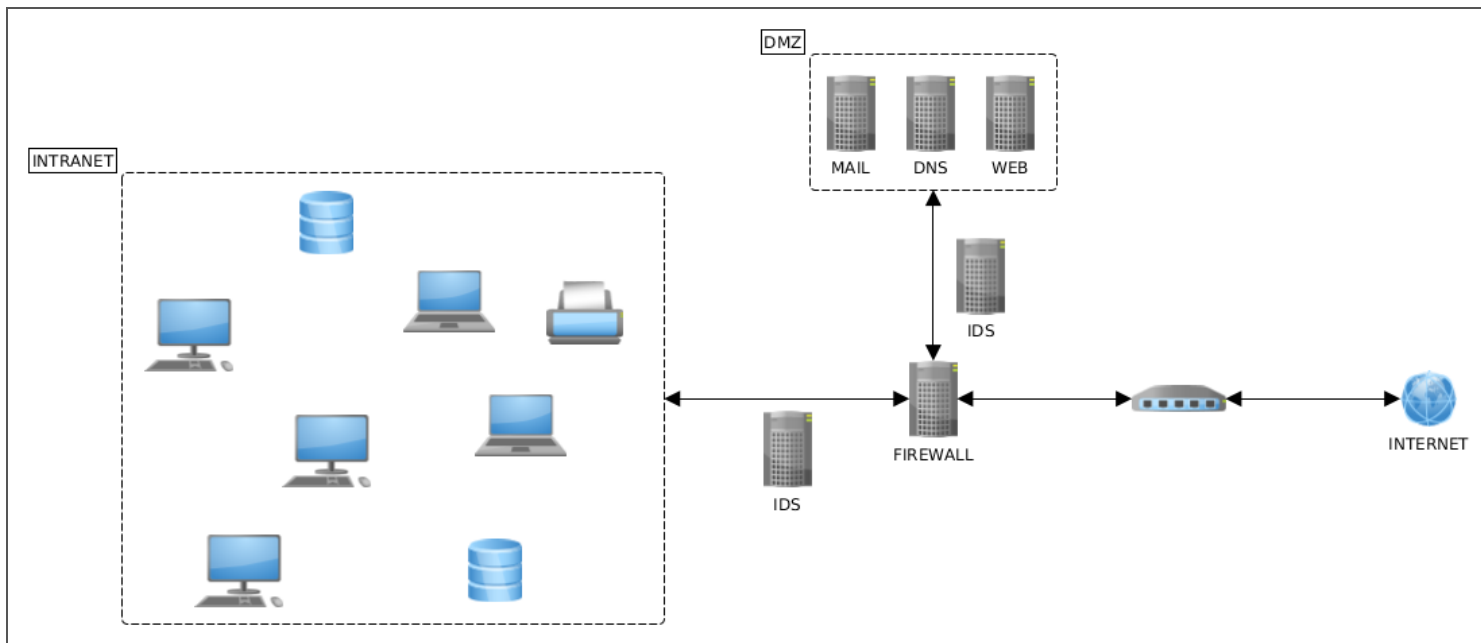 DMZ
MAIL DNS WEB
INTRANET
IDS
FIREWALL
INTERNET
IDS